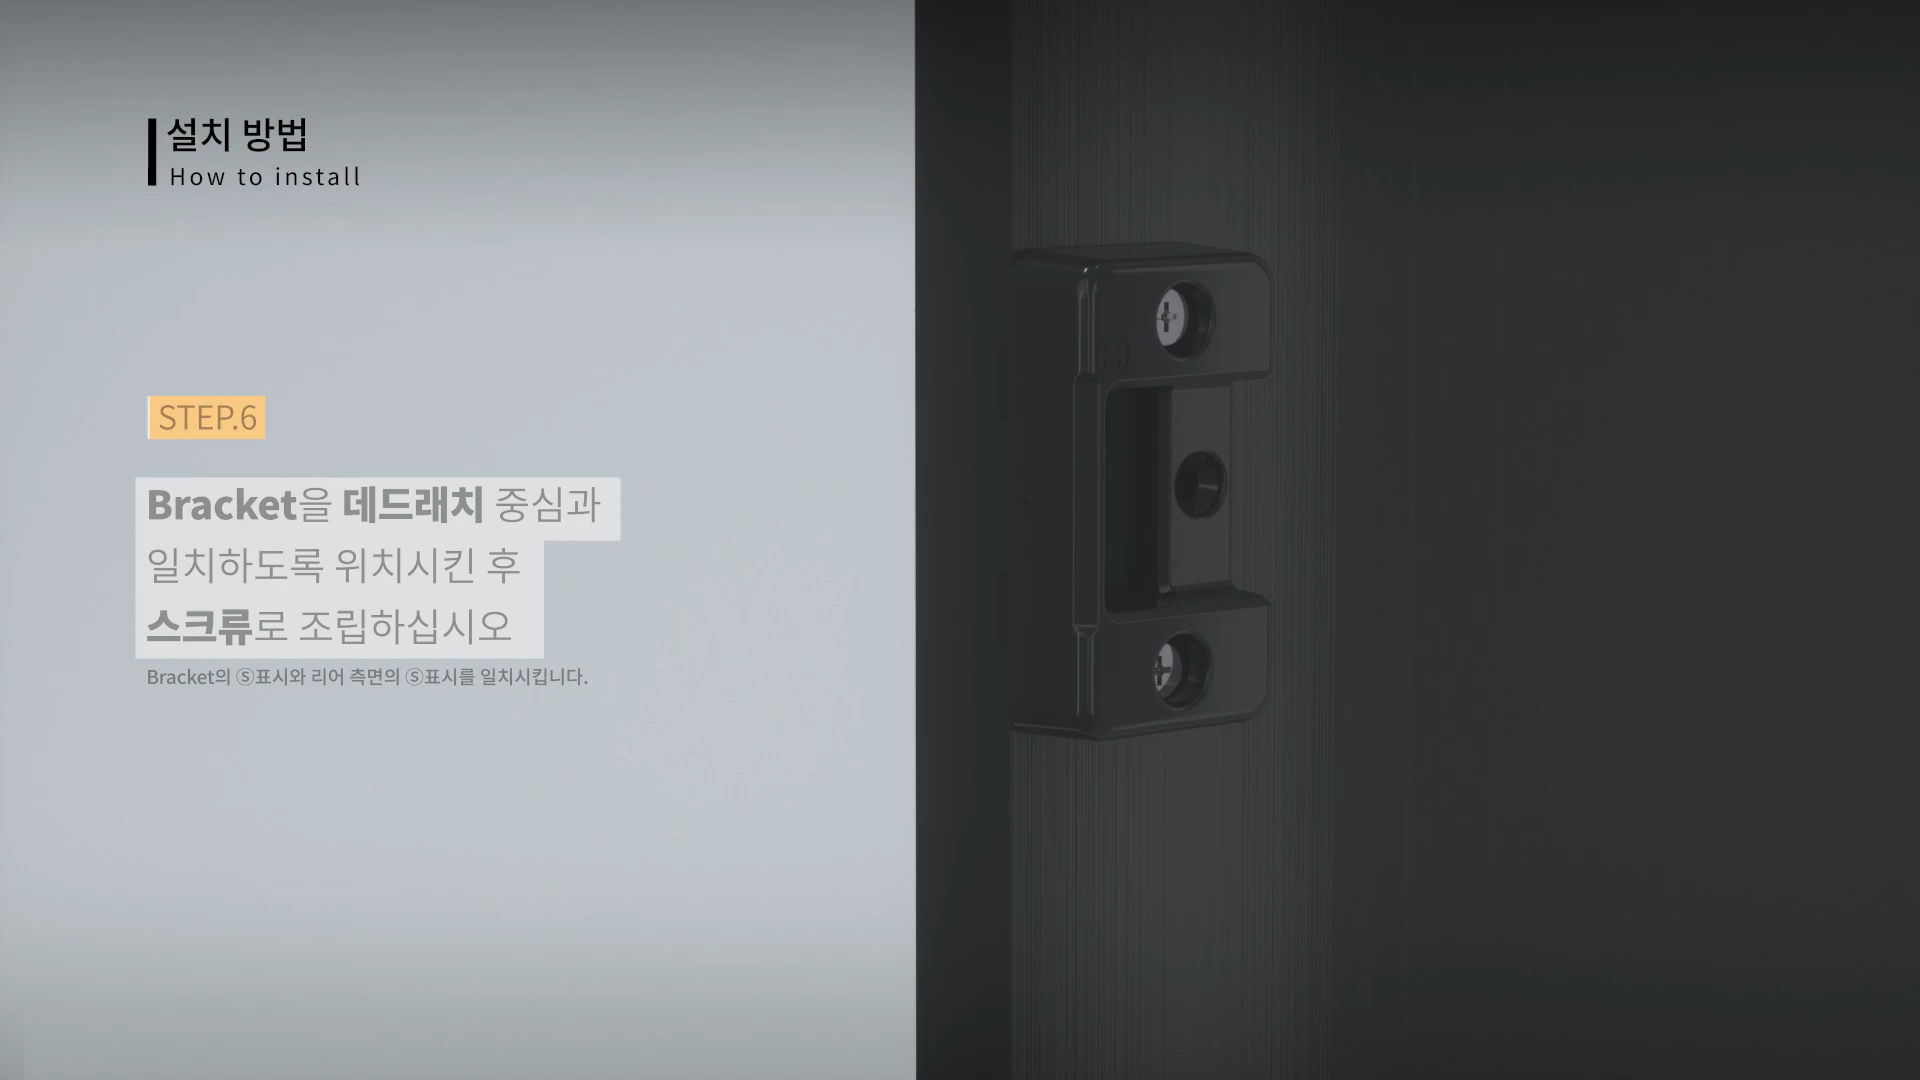 설치 방법
How to install
STEP.6
Bracket을 데드래치 중심과
일치하도록 위치시킨 후
스크류로 조립하십시오
Bracket의 ⓢ표시와 리어 측면의 ⓢ표시를 일치시킵니다.